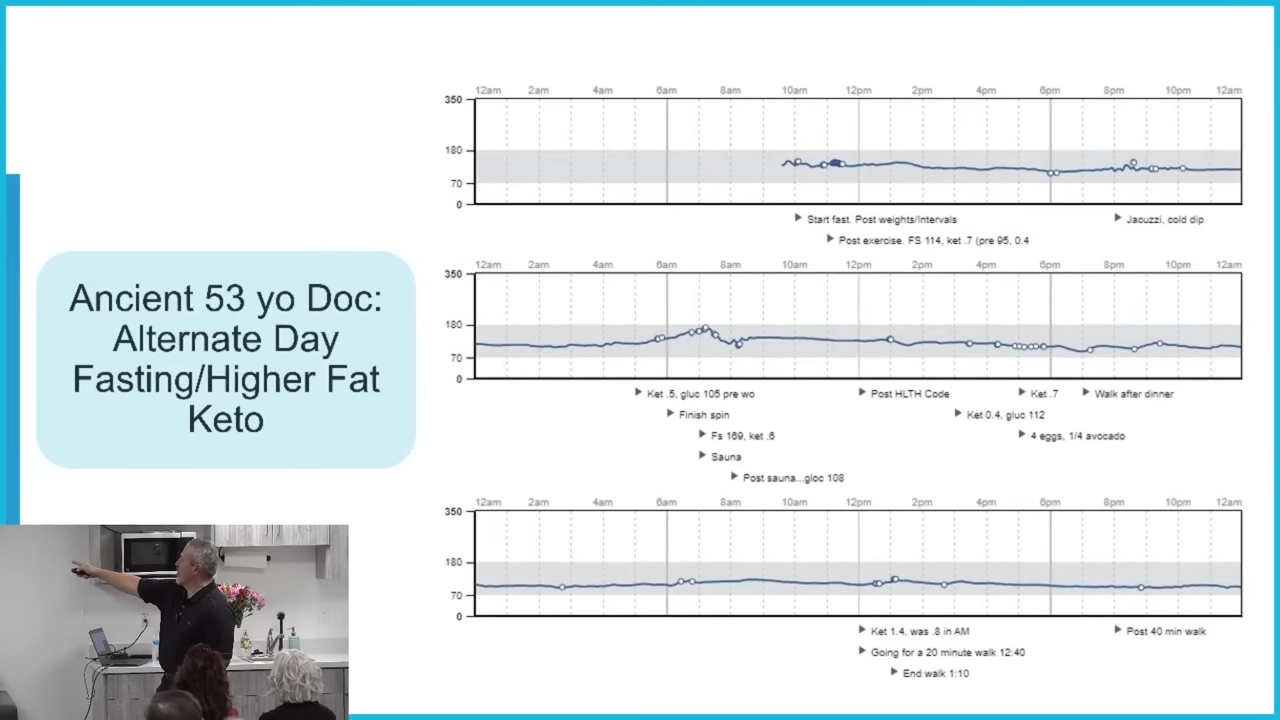 Ancient 53 yo Doc:
Alternate Day
Fasting/Higher Fat
Keto
12am 2am 4am 6am 8am 10am 12pm 2pm 4pm 6pm 8pm 10pm 12am
350
180
70
0
Start fast. Post weights/Intervals
Jacuzzi, cold dip
Post exercise. FS 114, ket .7 (pre 95, 0.4
12am 2am 4am 6am 8am 10am 12pm 2pm 4pm 6pm 8pm 10pm 12am
350
180
70
0
Ket .5, gluc 105 pre wo
Post HLTH Code
Ket .7
Walk after dinner
Finish spin
Ket 0.4, gluc 112
Fs 169, ket .6
4 eggs, 1/4 avocado
Sauna
Post sauna...gloc 108
12am 2am 4am 6am 8am 10am 12pm 2pm 4pm 6pm 8pm 10pm 12am
350
180
70
0
Ket 1.4, was .8 in AM
Post 40 min walk
Going for a 20 minute walk 12:40
End walk 1:10